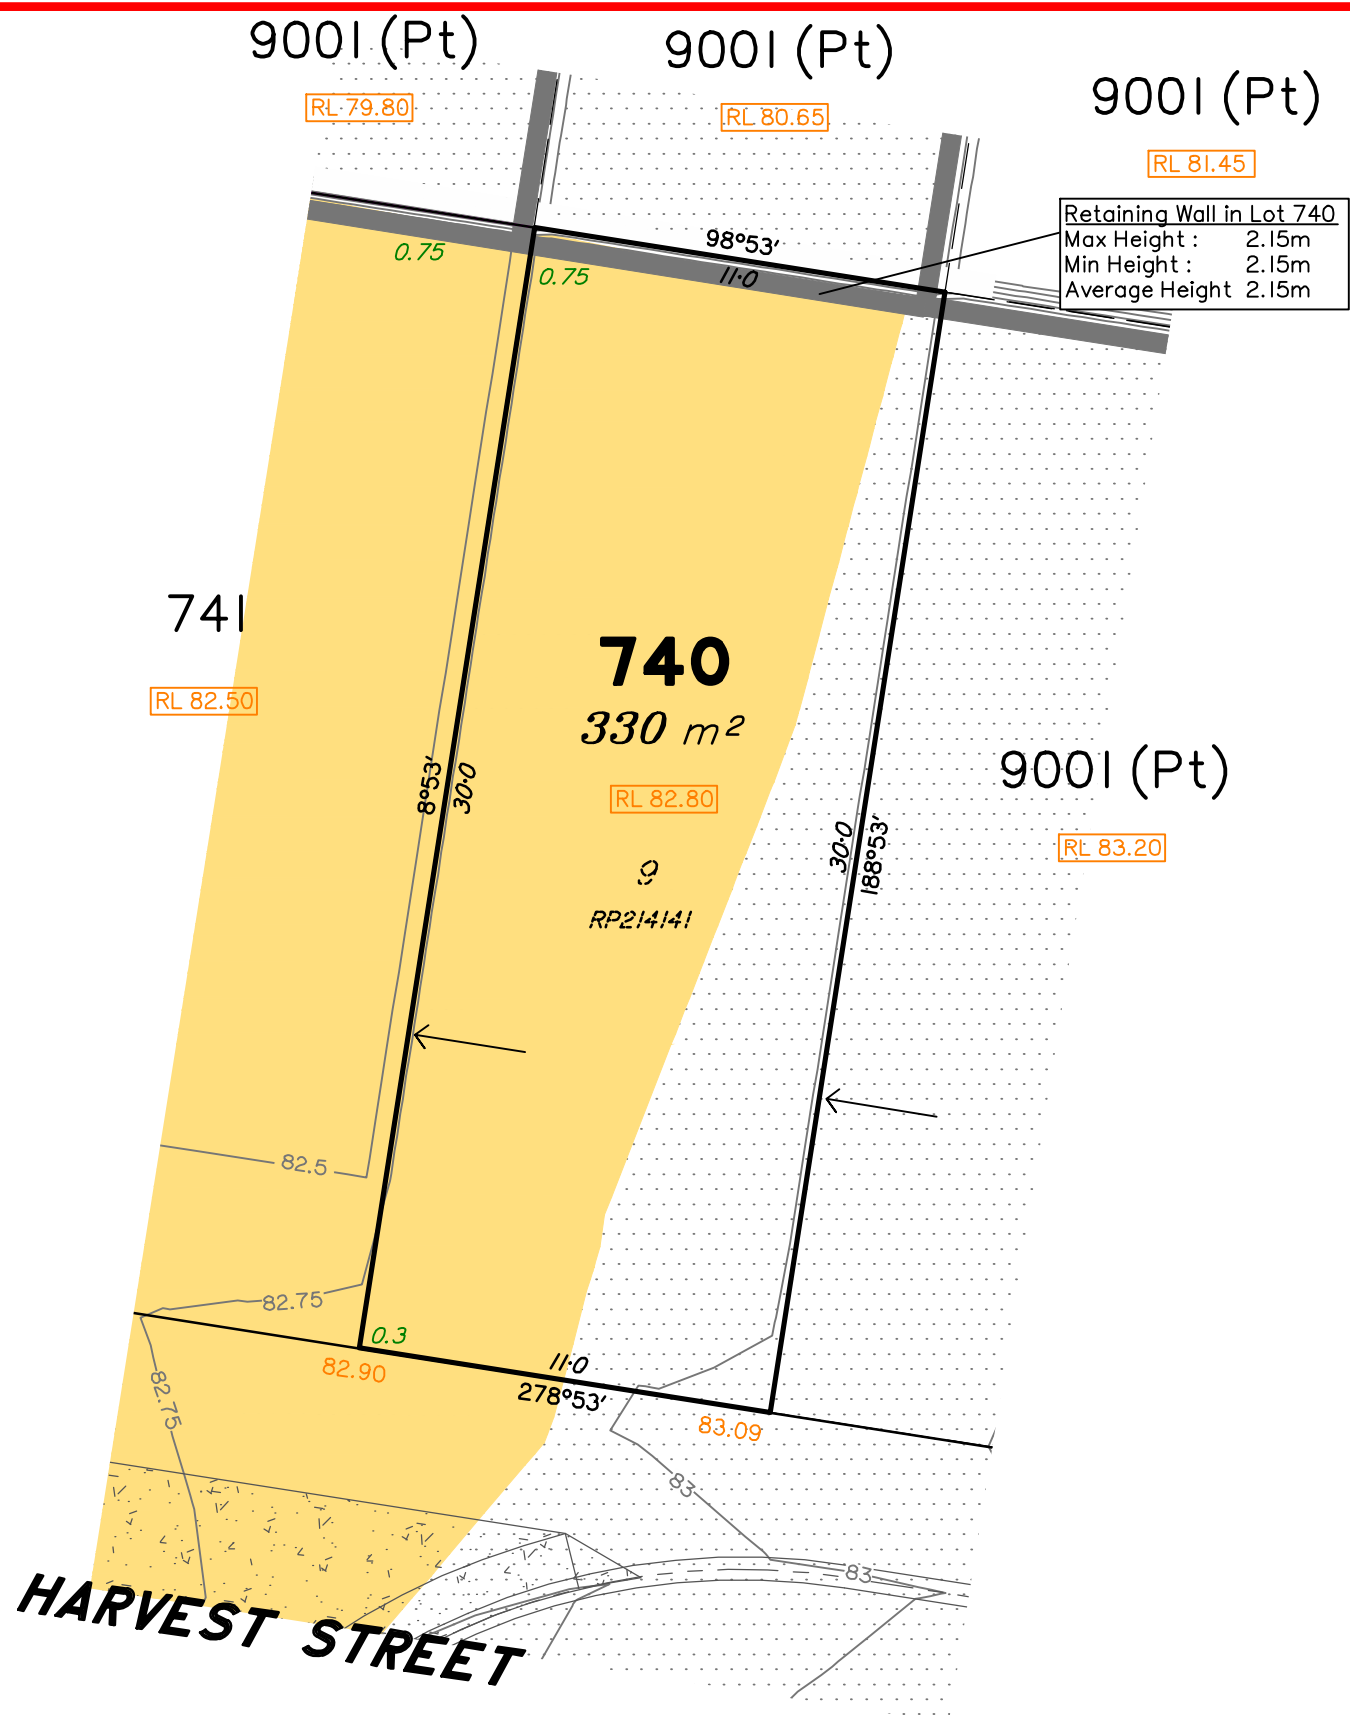 9001 (Pt)
9001 (Pt)
9001 (Pt)
RL 79.80
RL 80.65
RL 81.45
Retaining Wall in Lot 740
Max Height : 2.15m
Min Height : 2.15m
Average Height 2.15m
98°53'
11·0
0.75
0.75
741
RL 82.50
740
330 m²
RL 82.80
9
RP214141
8°53'
30·0
30·0
188°53'
9001 (Pt)
RL 83.20
82.5
82.75
0.3
82.90
11·0
278°53'
83.09
82.75
83
83
HARVEST STREET